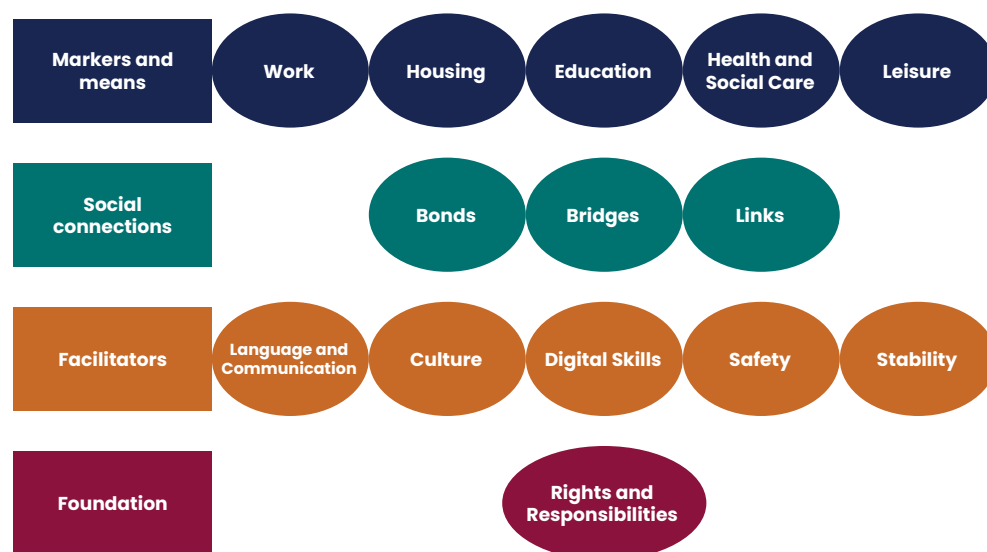 Markers and
means
Work
Housing
Education
Health and
Social Care
Leisure
Social
connections
Bonds
Bridges
Links
Facilitators
Language and
Communication
Culture
Digital Skills
Safety
Stability
Foundation
Rights and
Responsibilities